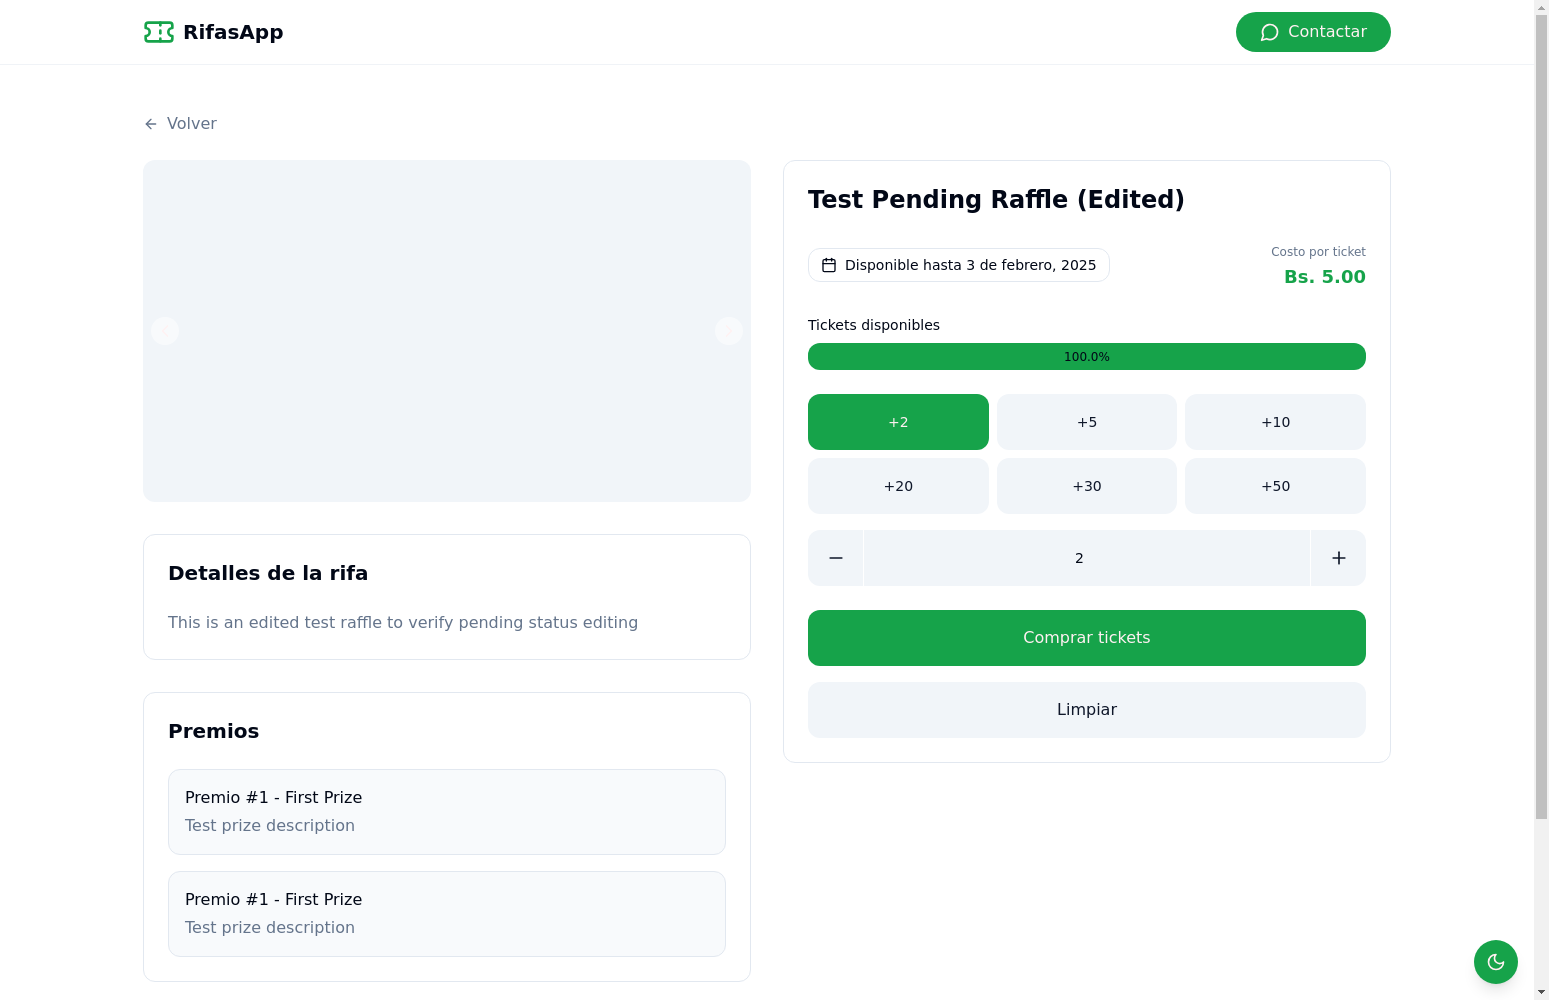 RifasApp
Contactar
Volver
Test Pending Raffle (Edited)
Disponible hasta 3 de febrero, 2025
Costo por ticket
Bs. 5.00
Tickets disponibles
100.0%
+2
+5
+10
+20
+30
+50
2
Comprar tickets
Limpiar
Detalles de la rifa
This is an edited test raffle to verify pending status editing
Premios
Premio #1 - First Prize
Test prize description
Premio #1 - First Prize
Test prize description